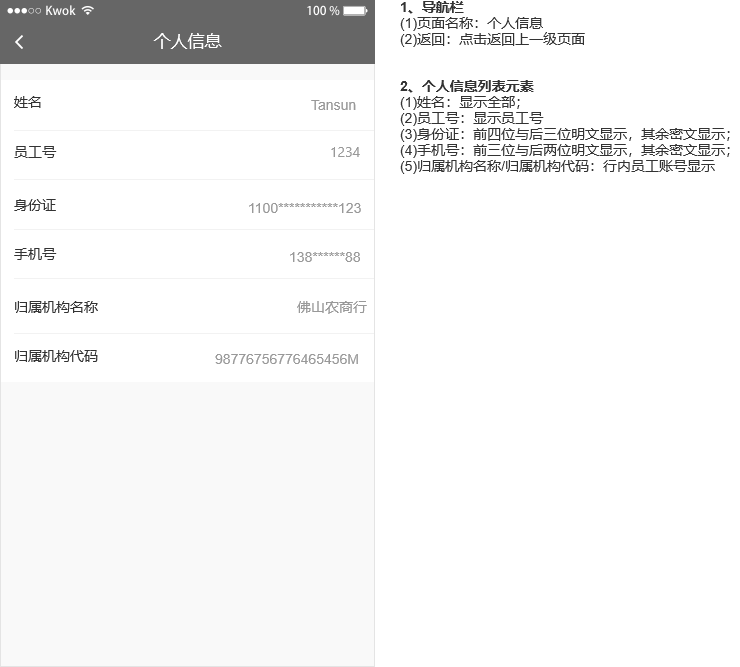 Kwok 100 %
个人信息
姓名 Tansun
员工号 1234
身份证 1100***********123
手机号 138******88
归属机构名称 佛山农商行
归属机构代码 98776756776465456M
1、导航栏
(1)页面名称：个人信息
(2)返回：点击返回上一级页面
2、个人信息列表元素
(1)姓名：显示全部；
(2)员工号：显示员工号
(3)身份证：前四位与后三位明文显示，其余密文显示；
(4)手机号：前三位与后两位明文显示，其余密文显示；
(5)归属机构名称/归属机构代码：行内员工账号显示